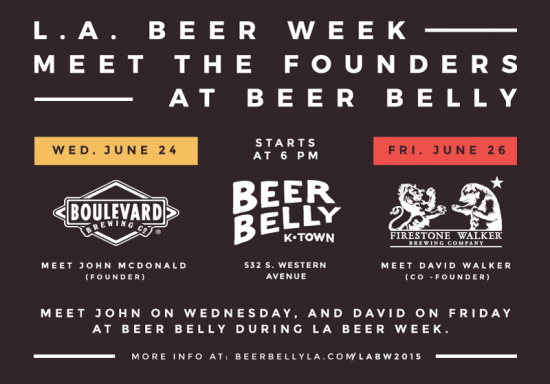 L.A. BEER WEEK
MEET THE FOUNDERS
AT BEER BELLY
WED. JUNE 24
STARTS
AT 6 PM
FRI. JUNE 26
BOULEVARD
BREWING CO
®
BEER
BELLY
K•TOWN
FIRESTONE WALKER
BREWING COMPANY
MEET JOHN MCDONALD
(FOUNDER)
532 S. WESTERN
AVENUE
MEET DAVID WALKER
(CO -FOUNDER)
MEET JOHN ON WEDNESDAY, AND DAVID ON FRIDAY
AT BEER BELLY DURING LA BEER WEEK.
MORE INFO AT: BEERBELLYLA.COM/LABW2015